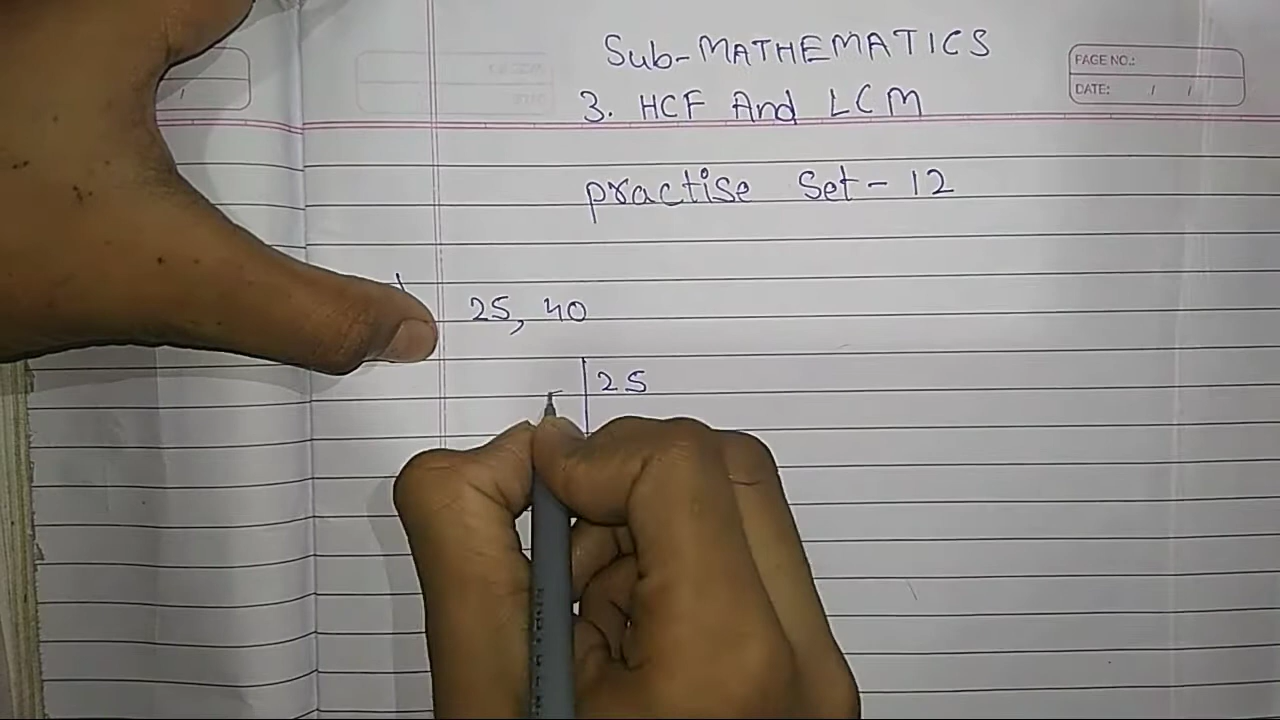 Sub-MATHEMATICS
PAGE NO.:
3. HCF And LCM
DATE: / /
Practise Set-12
25, 40
25